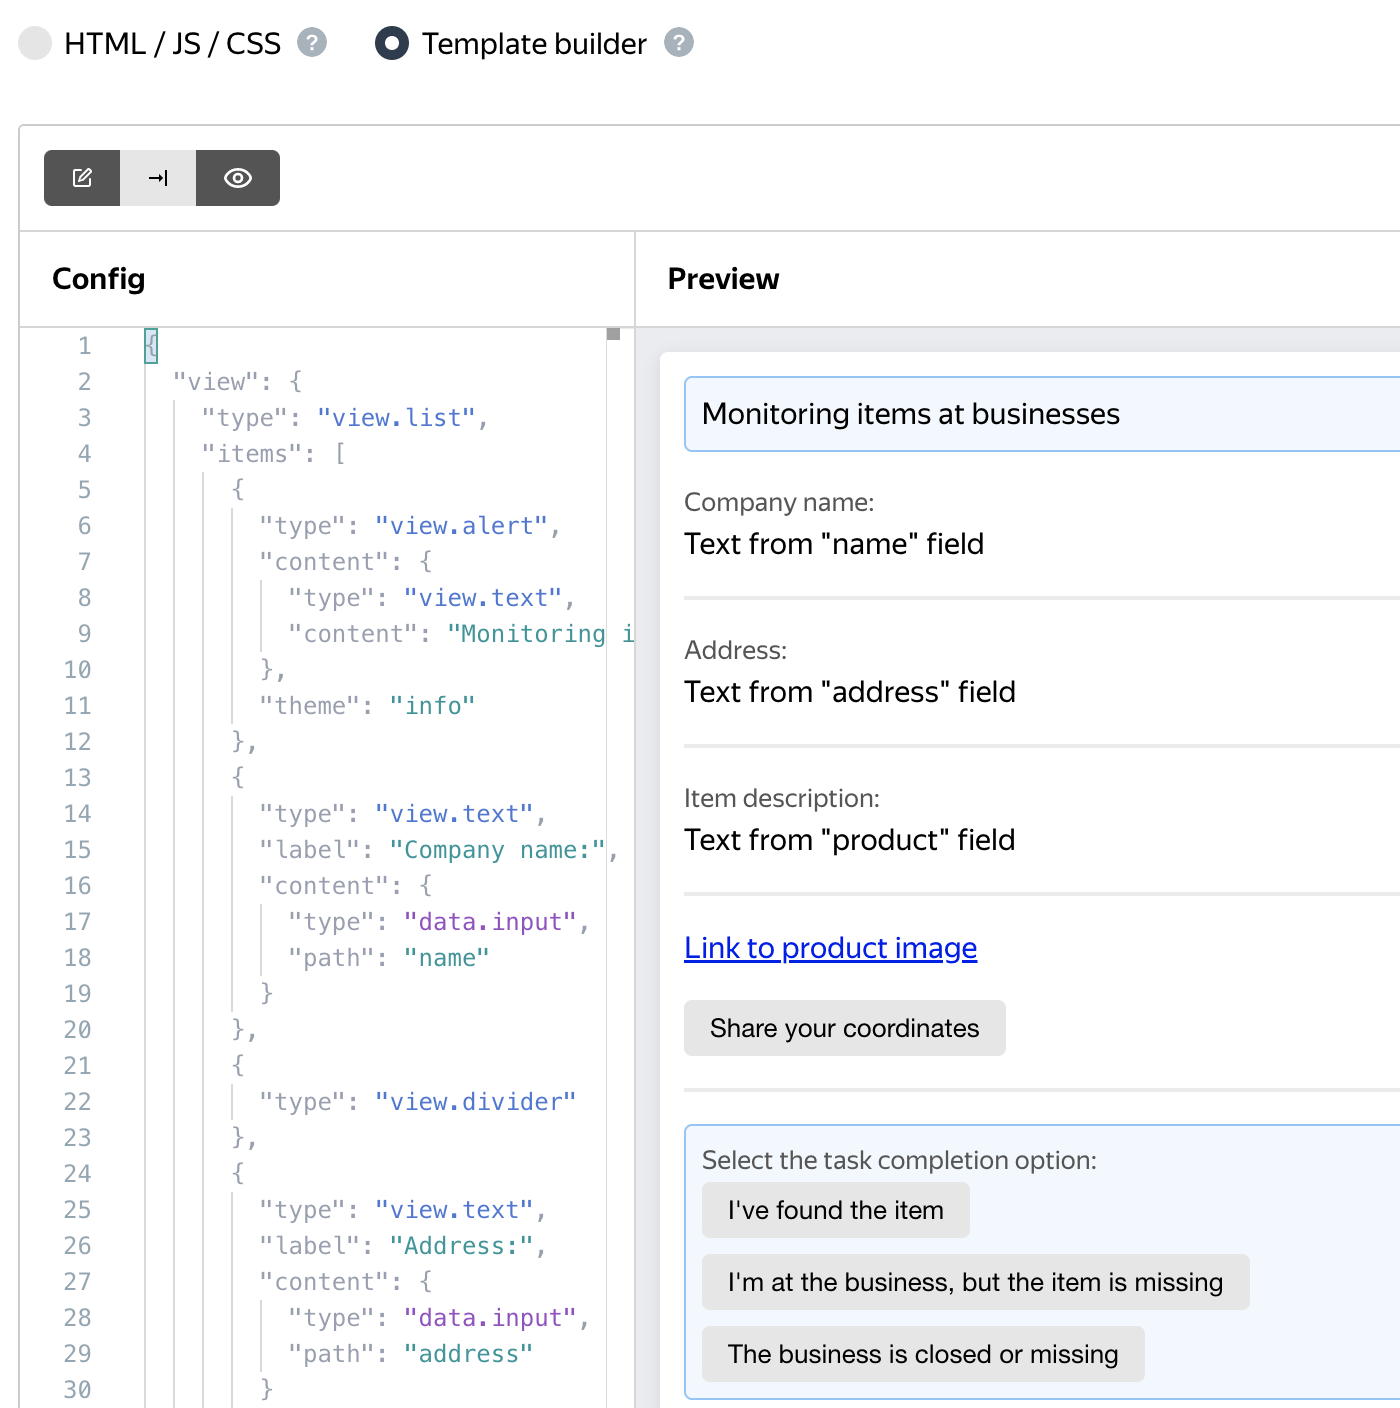 HTML / JS / CSS ? Template builder ?
Config
Preview
1 {
2 "view": {
3 "type": "view.list",
4 "items": [
5 {
6 "type": "view.alert",
7 "content": {
8 "type": "view.text",
9 "content": "Monitoring i
10 },
11 "theme": "info"
12 },
13 {
14 "type": "view.text",
15 "label": "Company name:",
16 "content": {
17 "type": "data.input",
18 "path": "name"
19 }
20 },
21 {
22 "type": "view.divider"
23 },
24 {
25 "type": "view.text",
26 "label": "Address:",
27 "content": {
28 "type": "data.input",
29 "path": "address"
30 }
Monitoring items at businesses
Company name:
Text from "name" field
Address:
Text from "address" field
Item description:
Text from "product" field
Link to product image
Share your coordinates
Select the task completion option:
I've found the item
I'm at the business, but the item is missing
The business is closed or missing